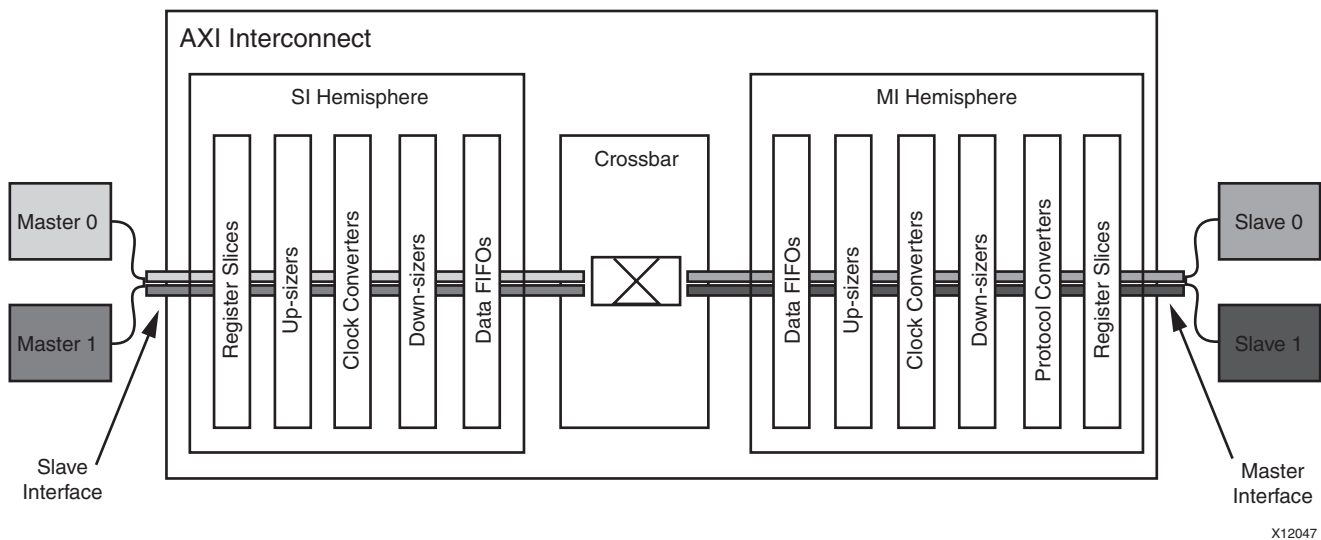 AXI Interconnect
SI Hemisphere
MI Hemisphere
Crossbar
Master 0
Master 1
Register Slices
Up-sizers
Clock Converters
Down-sizers
Data FIFOs
Data FIFOs
Up-sizers
Clock Converters
Down-sizers
Protocol Converters
Register Slices
Slave 0
Slave 1
Slave
Interface
Master
Interface
X12047